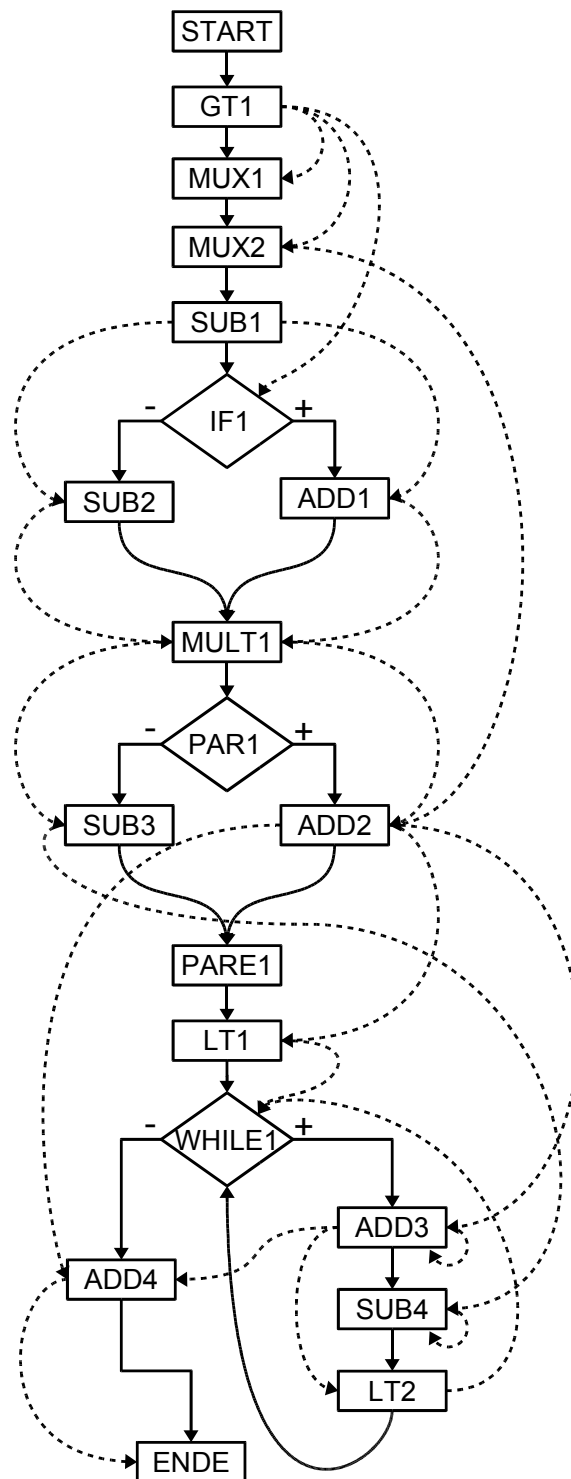 START
GT1
MUX1
MUX2
SUB1
IF1
- +
SUB2 ADD1
MULT1
PAR1
- +
SUB3 ADD2
PARE1
LT1
WHILE1
- +
ADD3
ADD4
SUB4
LT2
ENDE